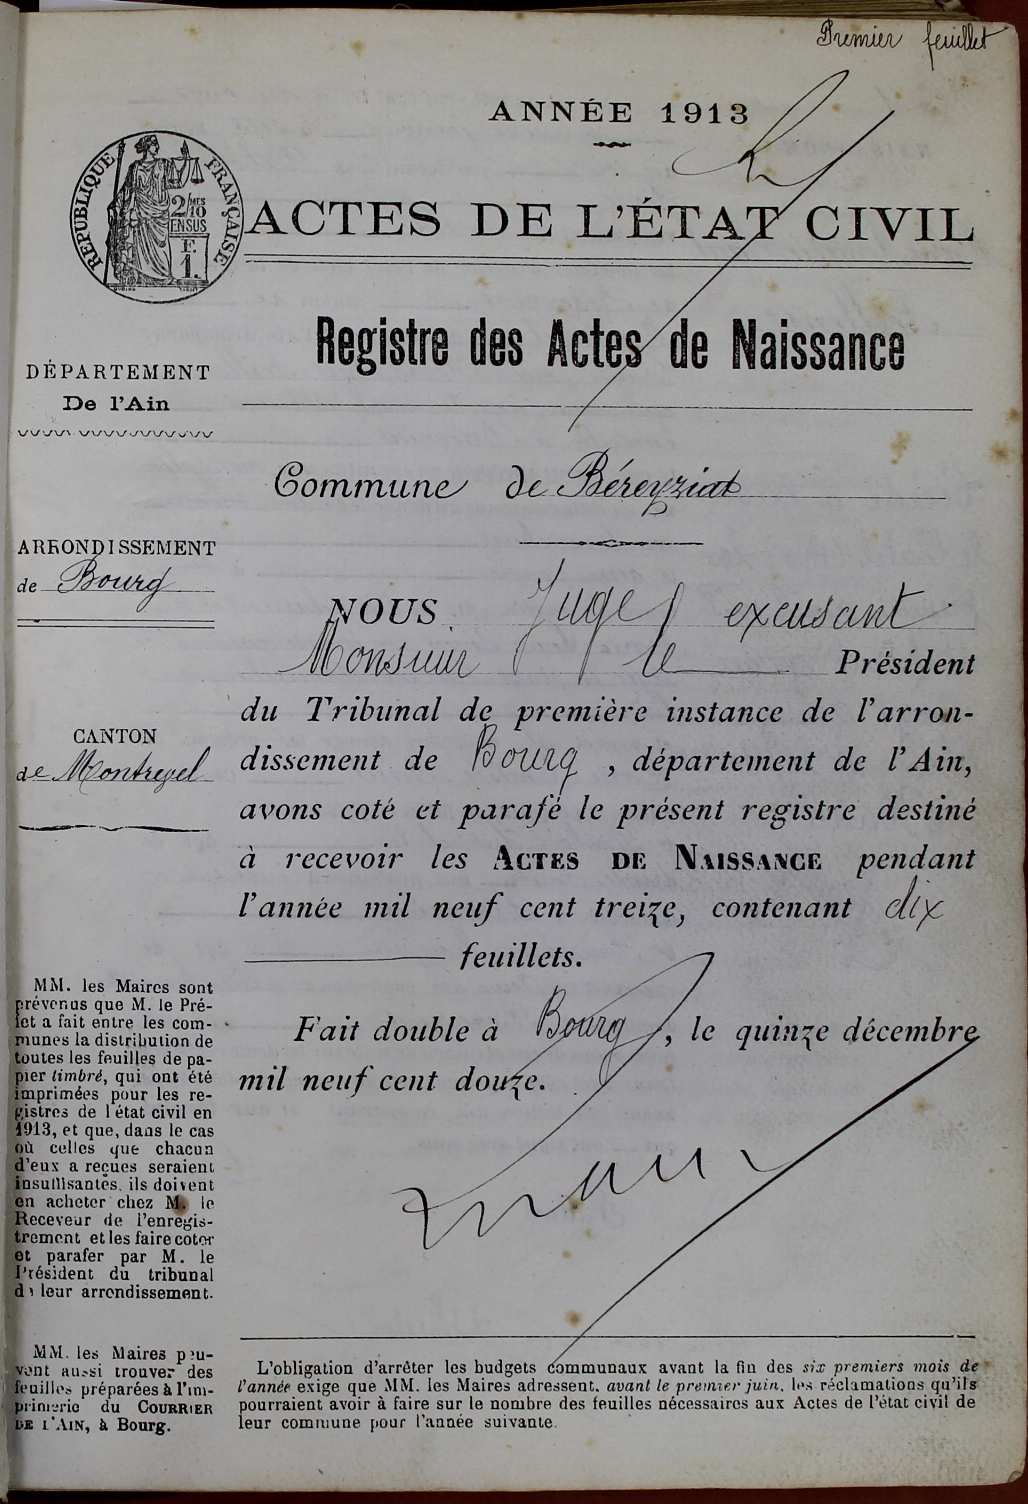 Premier feuillet
ANNÉE 1913
RÉPUBLIQUE FRANÇAISE
2/10MES
EN SUS
F.
1.
ACTES DE L'ÉTAT CIVIL
Registre des Actes de Naissance
DÉPARTEMENT
De l'Ain
Commune de Béreyziat
ARRONDISSEMENT
de Bourg
CANTON
de Montrevel
NOUS Juge excusant
Monsieur le Président
du Tribunal de première instance de l'arron-
dissement de Bourg, département de l'Ain,
avons coté et parafé le présent registre destiné
à recevoir les ACTES DE NAISSANCE pendant
l'année mil neuf cent treize, contenant dix
feuillets.
Fait double à Bourg, le quinze décembre
mil neuf cent douze.
MM. les Maires sont
prévenus que M. le Pré-
fet a fait entre les com-
munes la distribution de
toutes les feuilles de pa-
pier timbré, qui ont été
imprimées pour les re-
gistres de l'état civil en
1913, et que, dans le cas
où celles que chacun
d'eux a reçues seraient
insuffisantes, ils doivent
en acheter chez M. le
Receveur de l'enregis-
trement et les faire coter
et parafer par M. le
Président du tribunal
de leur arrondissement.
MM. les Maires peu-
vent aussi trouver des
feuilles préparées à l'im-
primerie du COURRIER
DE L'AIN, à Bourg.
L'obligation d'arrêter les budgets communaux avant la fin des six premiers mois de
l'année exige que MM. les Maires adressent, avant le premier juin, les réclamations qu'ils
pourraient avoir à faire sur le nombre des feuilles nécessaires aux Actes de l'état civil de
leur commune pour l'année suivante.